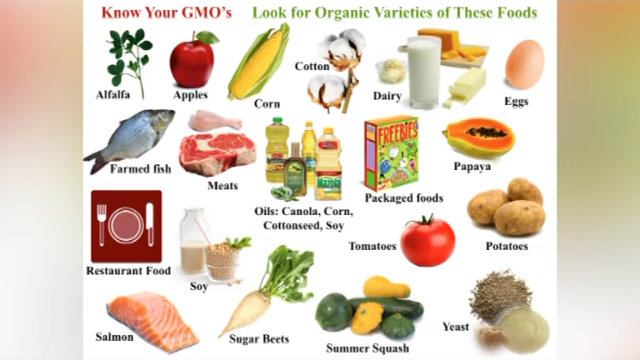 Know Your GMO's Look for Organic Varieties of These Foods
Alfalfa
Apples
Corn
Cotton
Dairy
Eggs
Farmed fish
Meats
Oils: Canola, Corn,
Cottonseed, Soy
FREEBIES
Packaged foods
Papaya
Restaurant Food
Soy
Tomatoes
Potatoes
Salmon
Sugar Beets
Summer Squash
Yeast